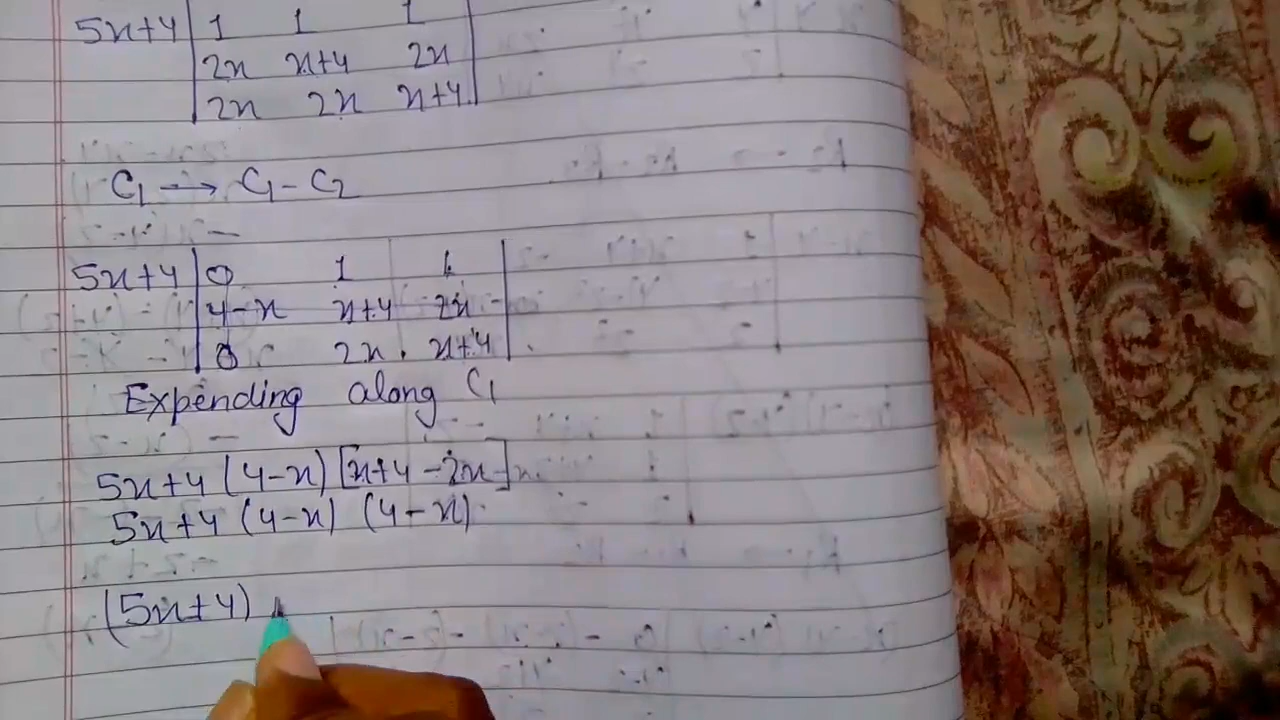 5x+4 | 1 1 1 |
| 2x x+4 2x |
| 2x 2x x+4 |
C1 → C1 - C2
5x+4 | 0 1 1 |
| 4-x x+4 2x |
| 0 2x x+4 |
Expending along C1
5x+4 (4-x) [x+4 -2x]
5x+4 (4-x) (4-x)
(5x+4)